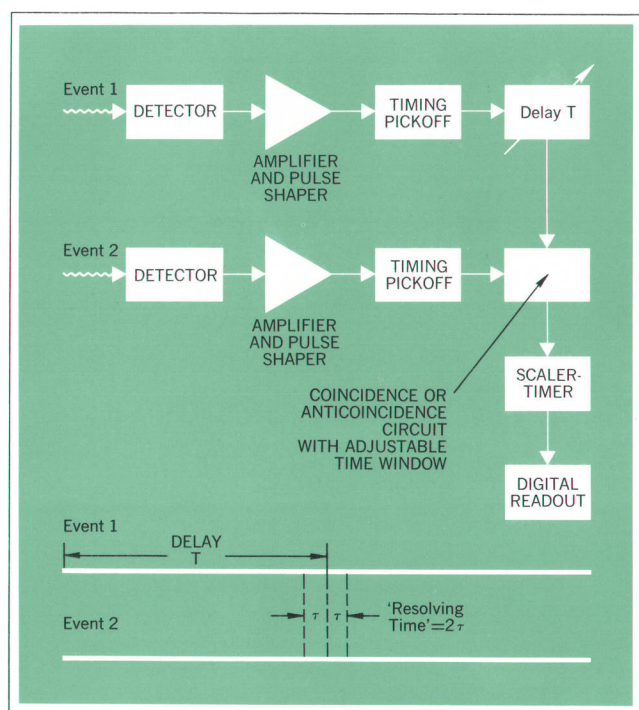 Event 1
DETECTOR
AMPLIFIER
AND PULSE
SHAPER
TIMING
PICKOFF
Delay T
Event 2
DETECTOR
AMPLIFIER
AND PULSE
SHAPER
TIMING
PICKOFF
COINCIDENCE OR
ANTICOINCIDENCE
CIRCUIT
WITH ADJUSTABLE
TIME WINDOW
SCALER-
TIMER
DIGITAL
READOUT
Event 1
DELAY
T
Event 2
τ τ
'Resolving
Time'=2τ